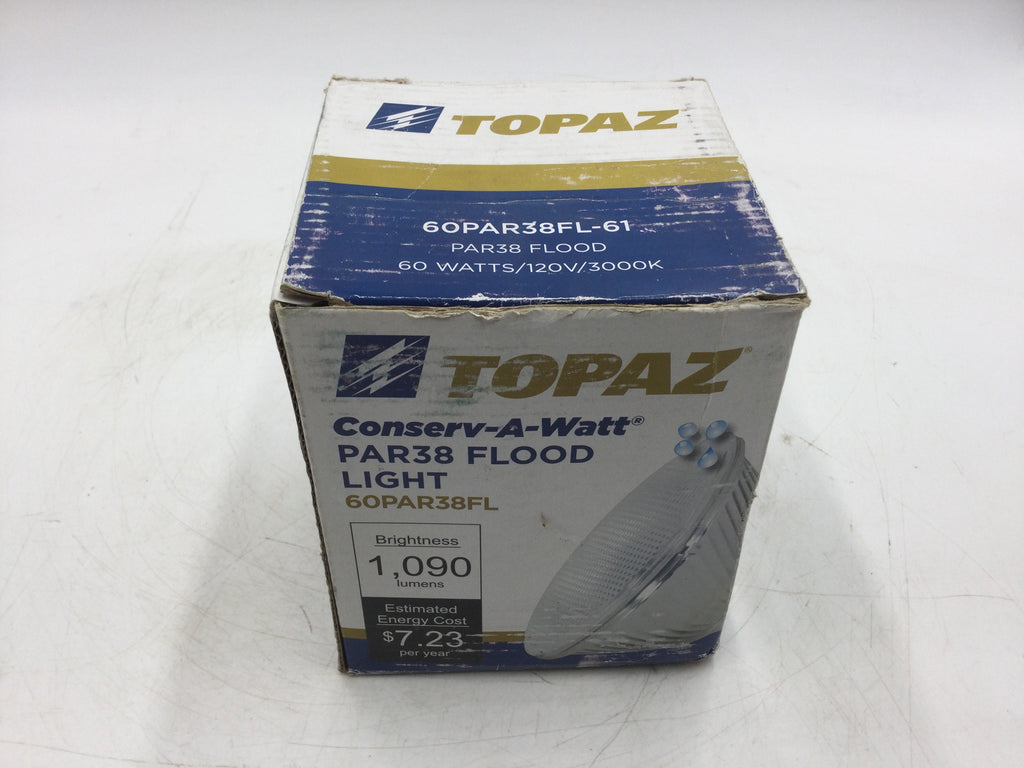 TOPAZ
60PAR38FL-61
PAR38 FLOOD
60 WATTS/120V/3000K
TOPAZ®
Conserv-A-Watt®
PAR38 FLOOD
LIGHT
60PAR38FL
Brightness
1,090
lumens
Estimated
Energy Cost
$7.23
per year